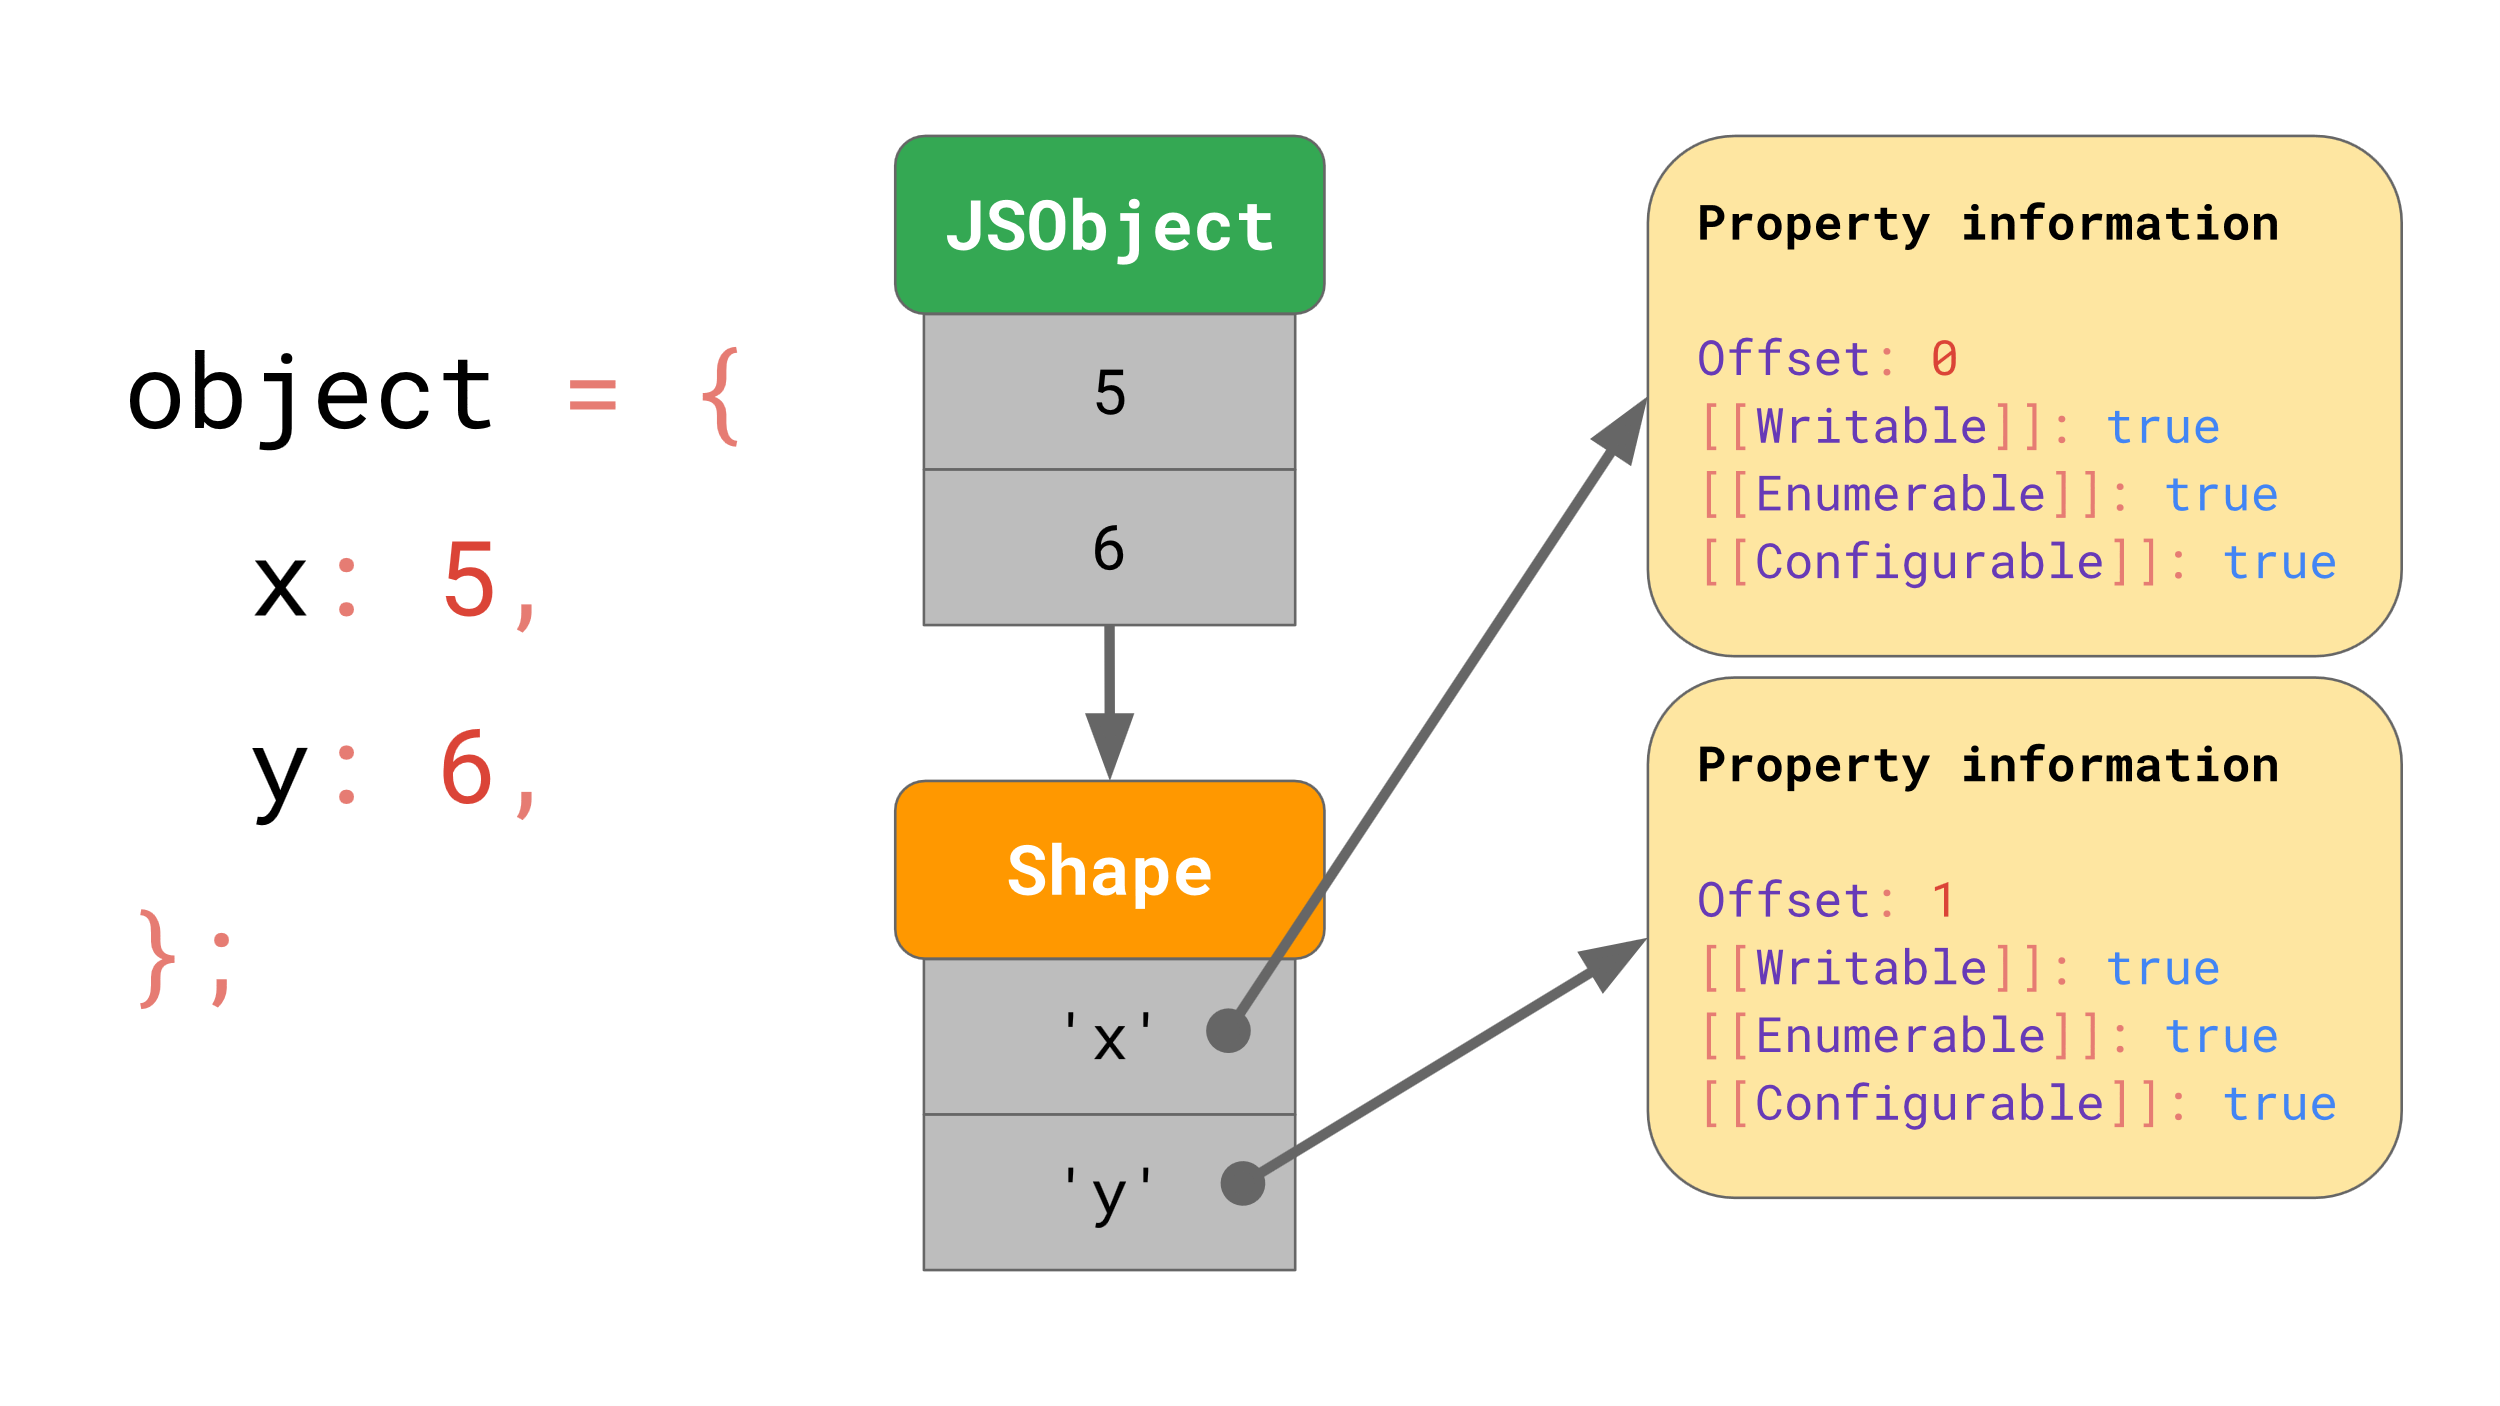 object = {
x: 5,
y: 6,
};
JSObject
5
6
Shape
'x'
'y'
Property information
Offset: 0
[[Writable]]: true
[[Enumerable]]: true
[[Configurable]]: true
Property information
Offset: 1
[[Writable]]: true
[[Enumerable]]: true
[[Configurable]]: true